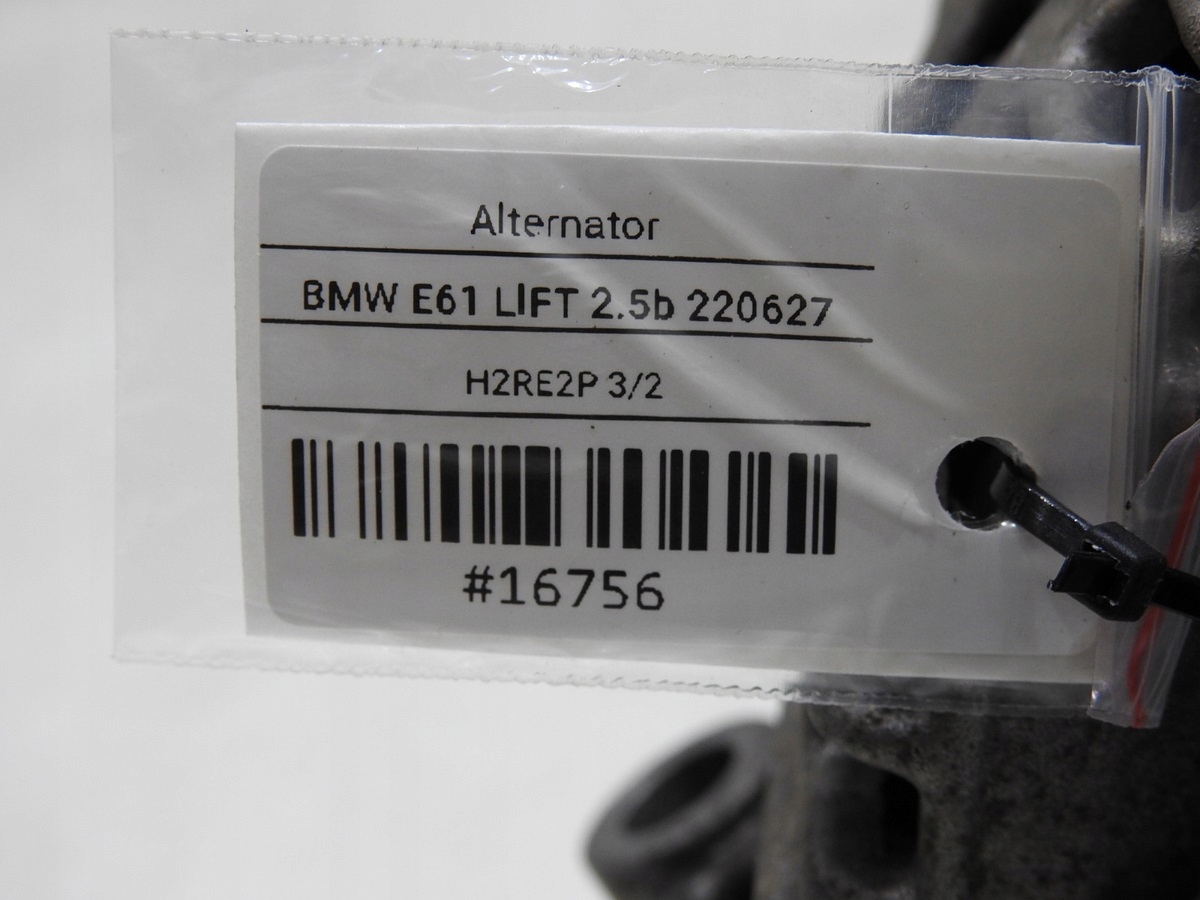 Alternator
BMW E61 LIFT 2.5b 220627
H2RE2P 3/2
#16756